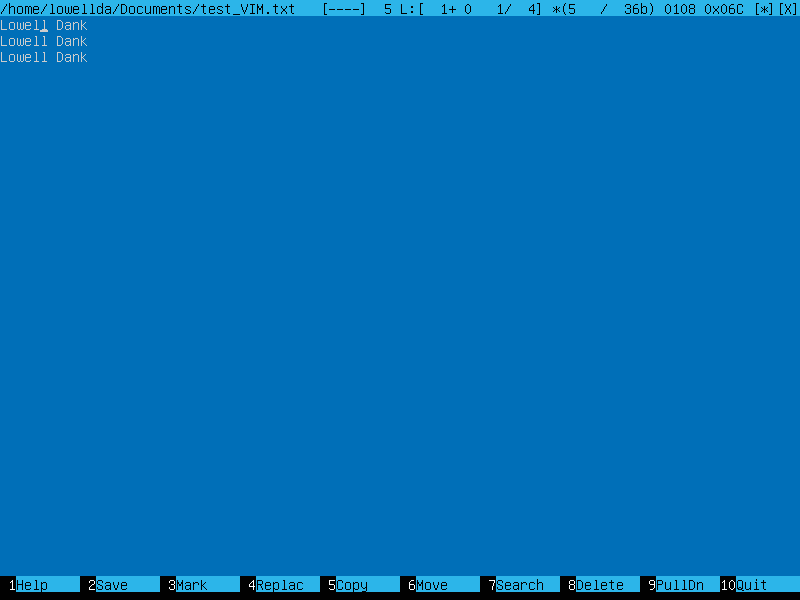 /home/lowellda/Documents/test_VIM.txt   [----]  5 L:[  1+ 0   1/  4] *(5   /  36b) 0108 0x06C [*][X]
Lowell Dank
Lowell Dank
Lowell Dank
1Help 2Save 3Mark 4Replac 5Copy 6Move 7Search 8Delete 9PullDn 10Quit